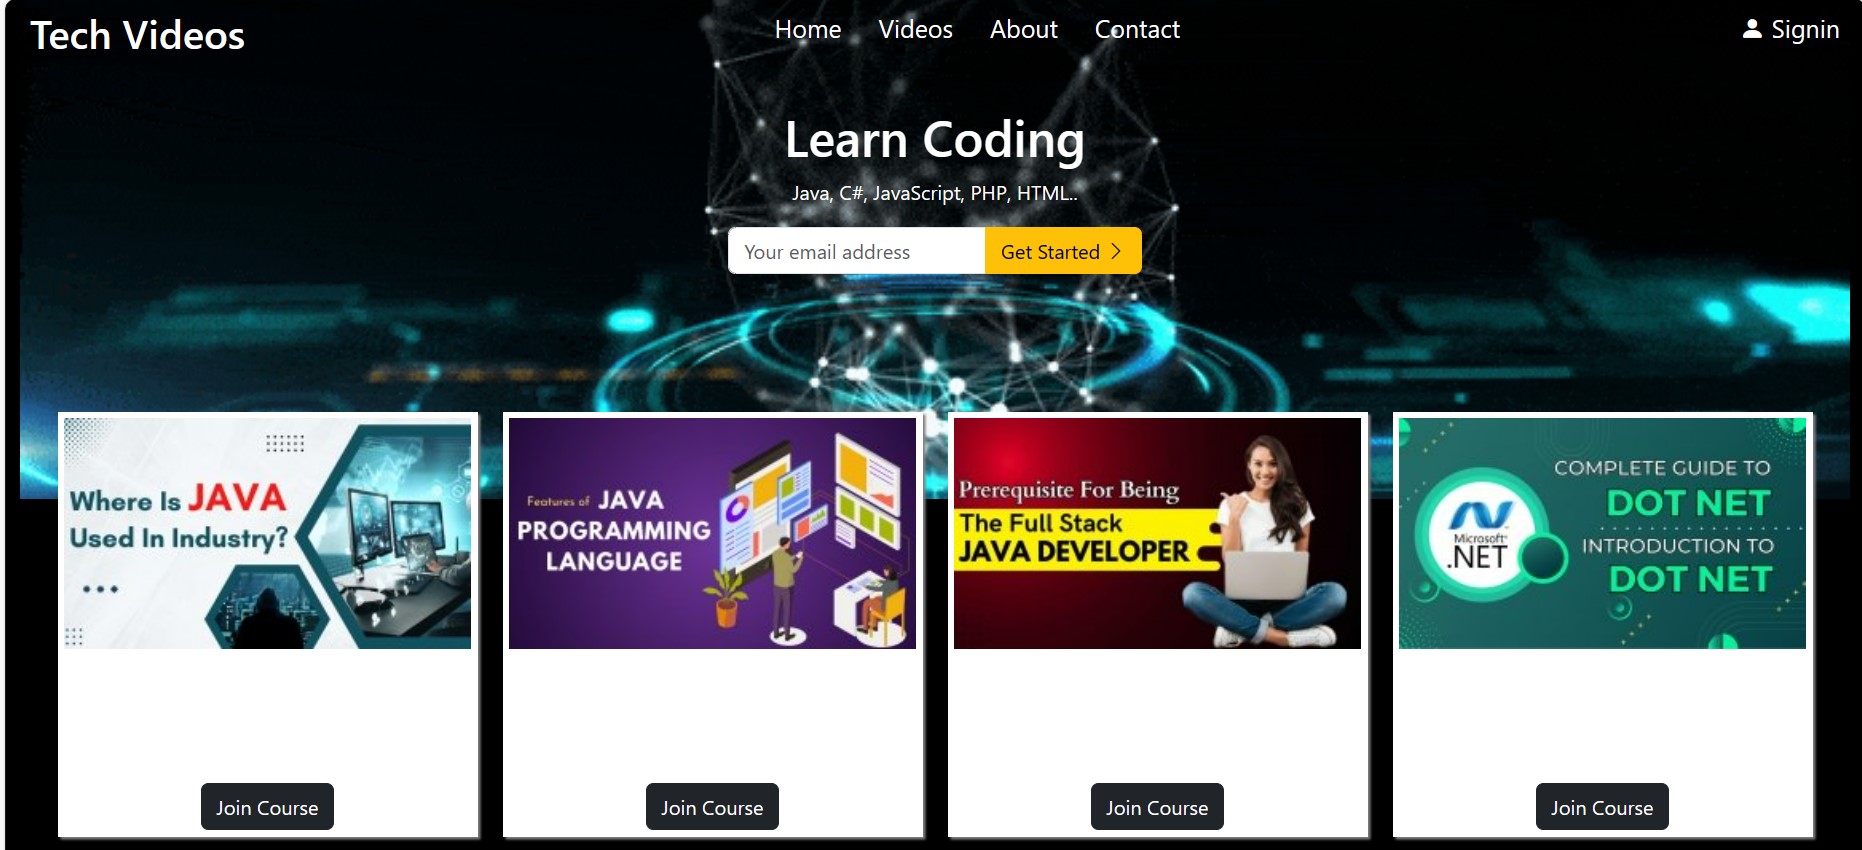 Tech Videos
Home Videos About Contact
Signin
Learn Coding
Java, C#, JavaScript, PHP, HTML..
Your email address
Get Started
Where Is JAVA
Used In Industry?
Features of JAVA
PROGRAMMING
LANGUAGE
Prerequisite For Being
The Full Stack
JAVA DEVELOPER
Microsoft®
.NET
COMPLETE GUIDE TO
DOT NET
INTRODUCTION TO
DOT NET
Join Course
Join Course
Join Course
Join Course